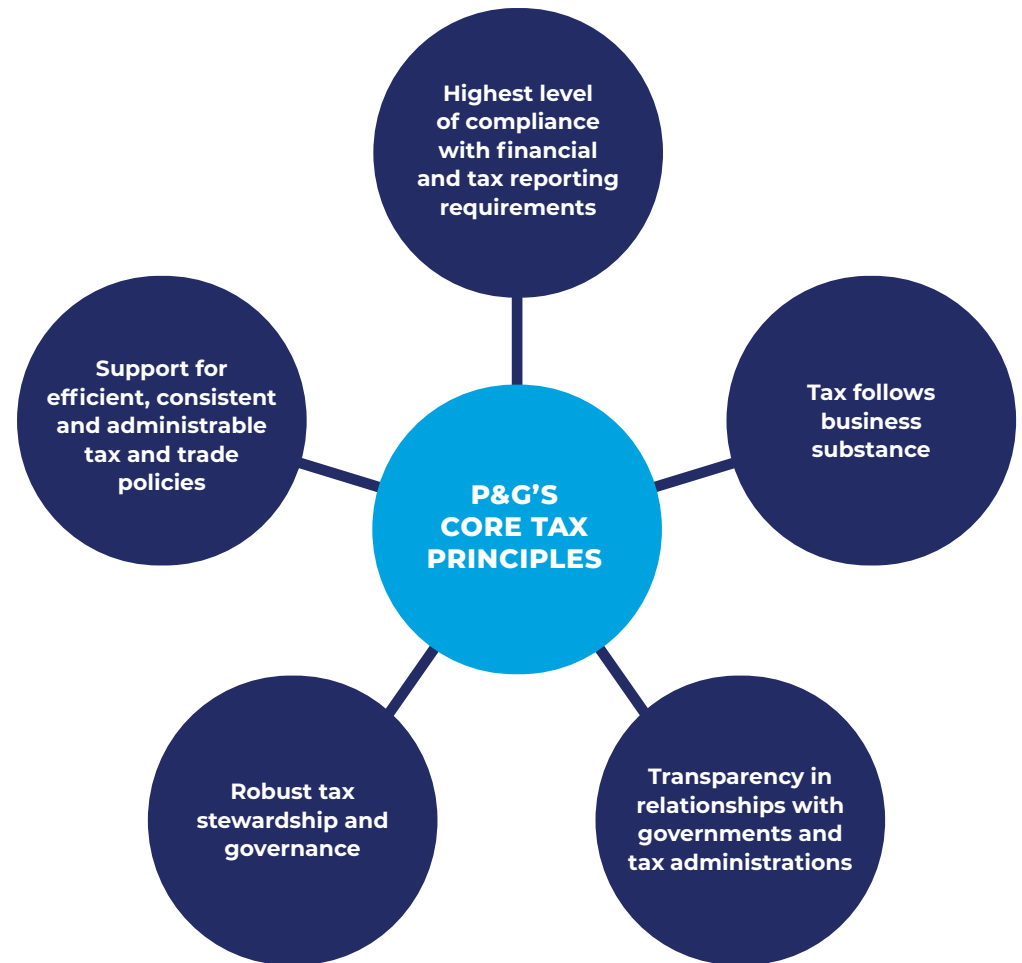 Highest level
of compliance
with financial
and tax reporting
requirements
Support for
efficient, consistent
and administrable
tax and trade
policies
Tax follows
business
substance
P&G’S
CORE TAX
PRINCIPLES
Robust tax
stewardship and
governance
Transparency in
relationships with
governments and
tax administrations